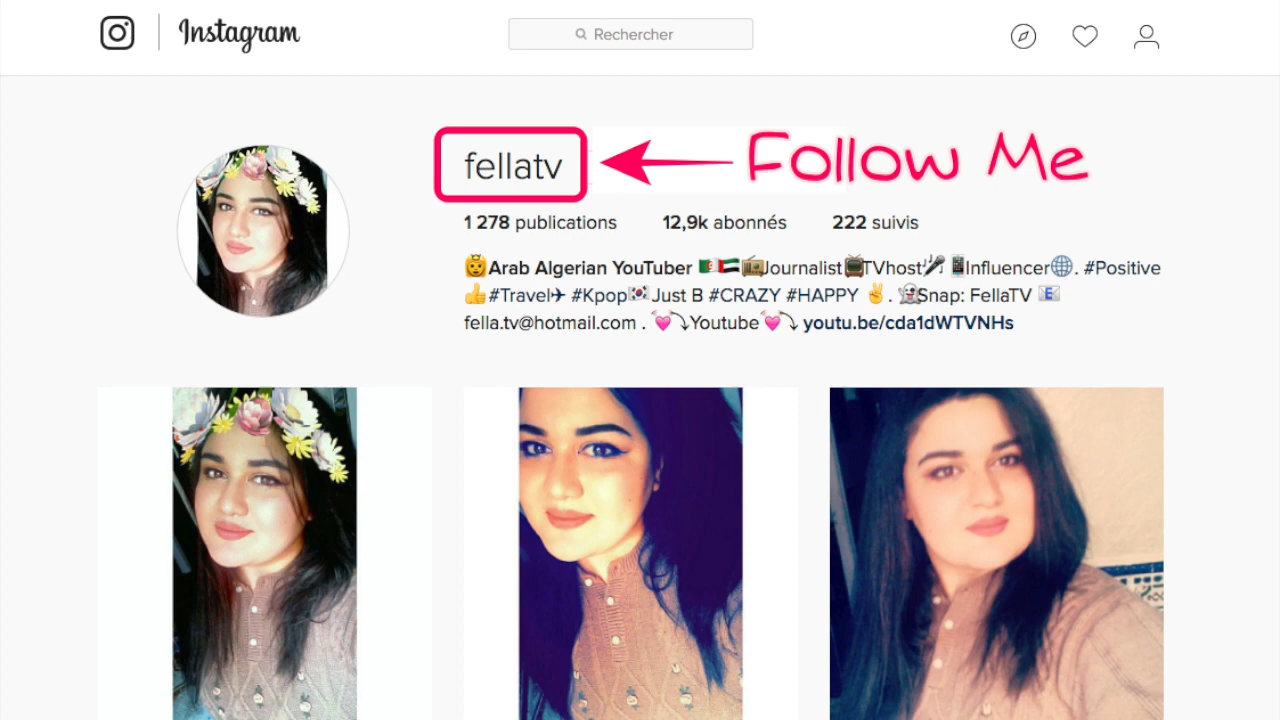 Instagram
Rechercher
fellatv
Follow Me
1 278 publications 12,9k abonnés 222 suivis
👸Arab Algerian YouTuber 🇩🇿🇦🇪📻Journalist📺TVhost🎤📱Influencer🌐. #Positive
👍#Travel✈ #Kpop🇰🇷Just B #CRAZY #HAPPY ✌. 👻Snap: FellaTV 📧
fella.tv@hotmail.com . 💓⤵Youtube💓⤵ youtu.be/cda1dWTVNHs